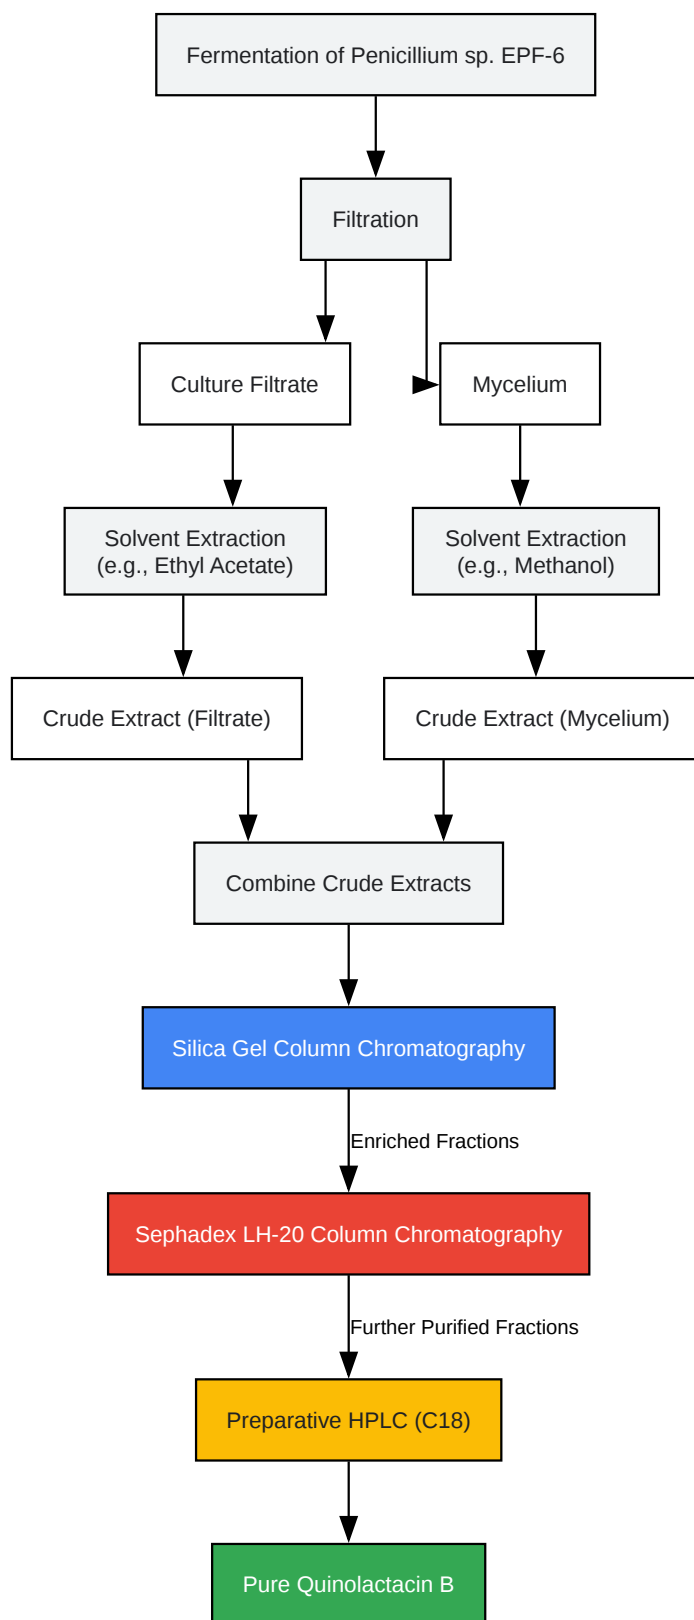 Fermentation of Penicillium sp. EPF-6
Filtration
Culture Filtrate
Mycelium
Solvent Extraction
(e.g., Ethyl Acetate)
Solvent Extraction
(e.g., Methanol)
Crude Extract (Filtrate)
Crude Extract (Mycelium)
Combine Crude Extracts
Silica Gel Column Chromatography
Enriched Fractions
Sephadex LH-20 Column Chromatography
Further Purified Fractions
Preparative HPLC (C18)
Pure Quinolactacin B